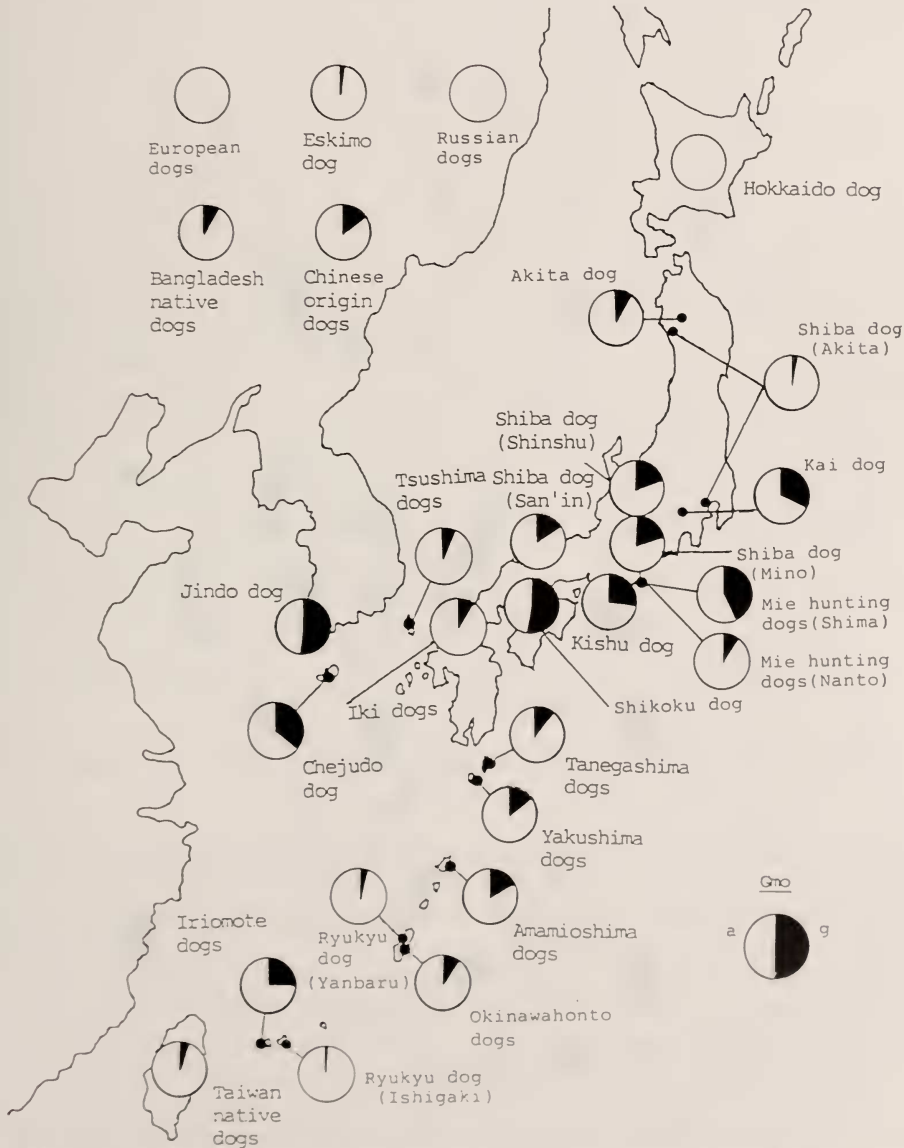 European
dogs
Eskimo
dog
Russian
dogs
Hokkaido dog
Bangladesh
native
dogs
Chinese
origin
dogs
Akita dog
Shiba dog
(Akita)
Shiba dog
(Shinshu)
Kai dog
Tsushima
dogs
Shiba dog
(San'in)
Shiba dog
(Mino)
Jindo dog
Mie hunting
dogs(Shima)
Kishu dog
Mie hunting
dogs(Nanto)
Iki dogs
Shikoku dog
Chejudo
dog
Tanegashima
dogs
Yakushima
dogs
Gmo
a
g
Iriomote
dogs
Ryukyu
dog
(Yanbaru)
Amamioshima
dogs
Okinawahonto
dogs
Ryukyu dog
(Ishigaki)
Taiwan
native
dogs